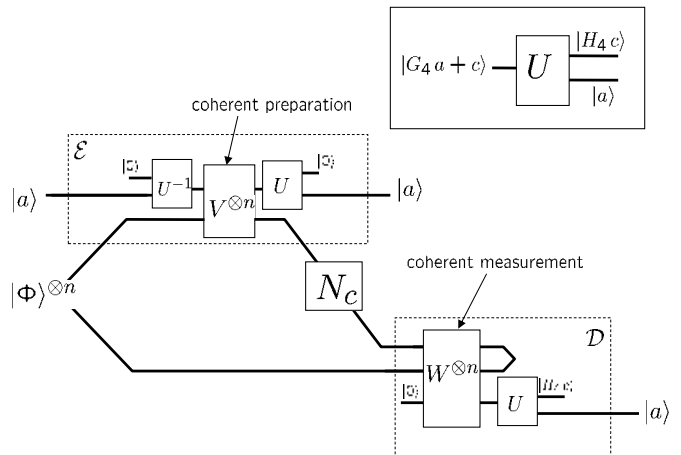 |H₄ c⟩
|G₄ a + c⟩
U
|a⟩
coherent preparation
ℰ
U⁻¹
U
V^{⊗n}
|a⟩
|a⟩
|Φ⟩^{⊗n}
N_c
coherent measurement
𝒟
W^{⊗n}
U
|a⟩